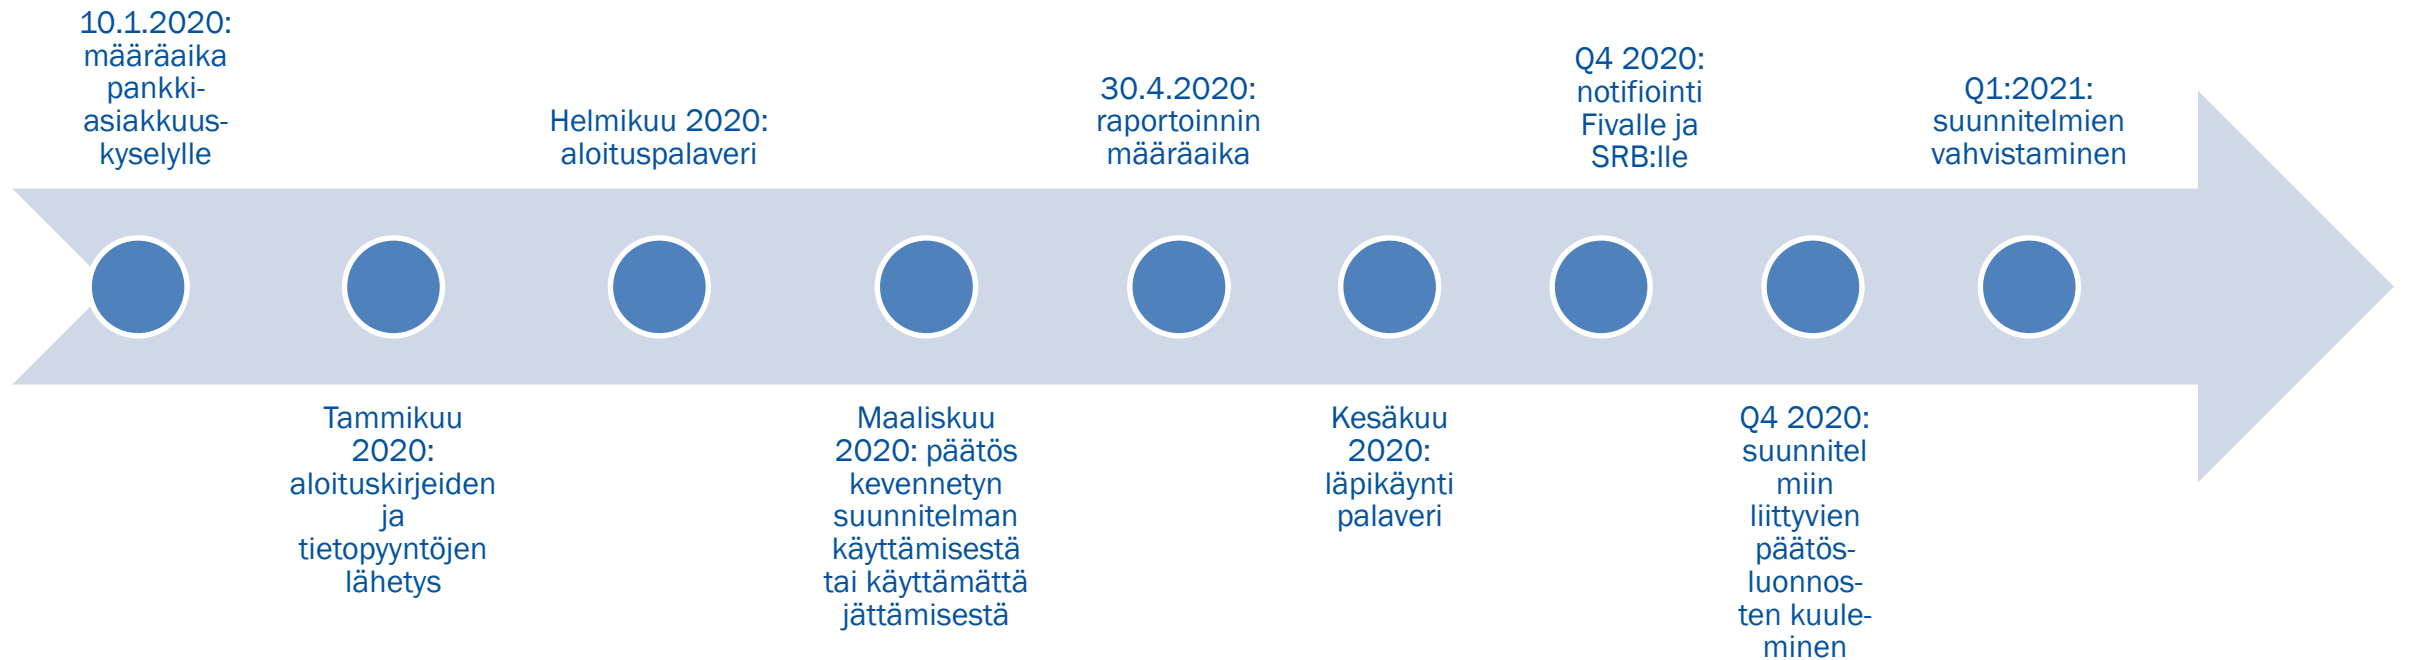 10.1.2020:
määräaika
pankki-
asiakkuus-
kyselylle
Tammikuu
2020:
aloituskirjeiden
ja
tietopyyntöjen
lähetys
Helmikuu 2020:
aloituspalaveri
Maaliskuu
2020: päätös
kevennetyn
suunnitelman
käyttämisestä
tai käyttämättä
jättämisestä
30.4.2020:
raportoinnin
määräaika
Kesäkuu
2020:
läpikäynti
palaveri
Q4 2020:
notifiointi
Fivalle ja
SRB:lle
Q4 2020:
suunnitel
miin
liittyvien
päätös-
luonnos-
ten kuule-
minen
Q1:2021:
suunnitelmien
vahvistaminen